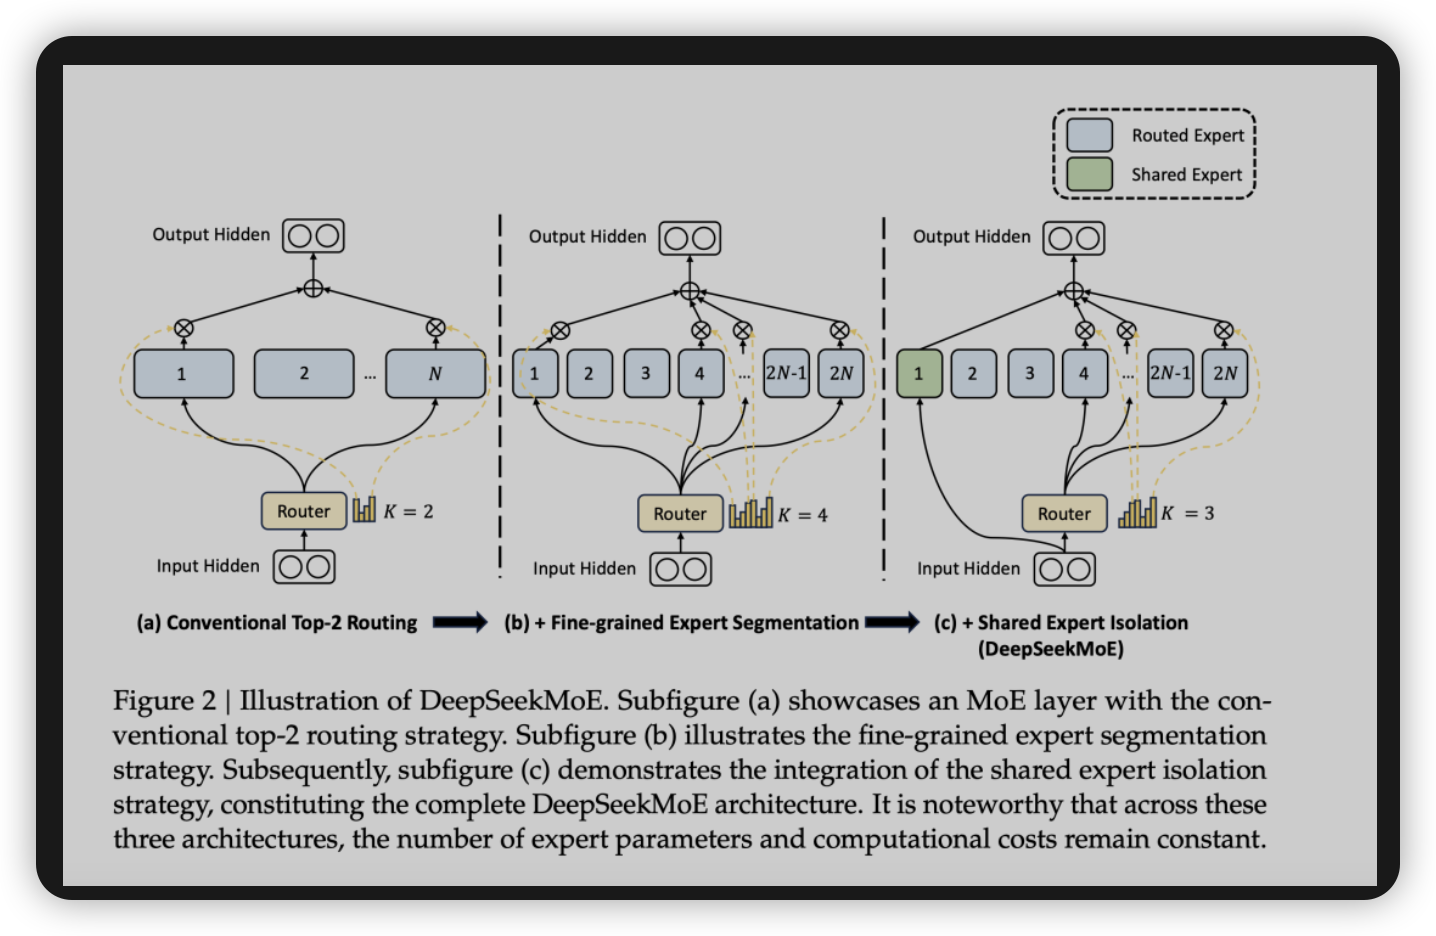 Routed Expert
Shared Expert
Output Hidden
1
2
...
N
Router
K = 2
Input Hidden
(a) Conventional Top-2 Routing
Output Hidden
1
2
3
4
...
2N-1
2N
Router
K = 4
Input Hidden
(b) + Fine-grained Expert Segmentation
Output Hidden
1
2
3
4
...
2N-1
2N
Router
K = 3
Input Hidden
(c) + Shared Expert Isolation
(DeepSeekMoE)
Figure 2 | Illustration of DeepSeekMoE. Subfigure (a) showcases an MoE layer with the con-
ventional top-2 routing strategy. Subfigure (b) illustrates the fine-grained expert segmentation
strategy. Subsequently, subfigure (c) demonstrates the integration of the shared expert isolation
strategy, constituting the complete DeepSeekMoE architecture. It is noteworthy that across these
three architectures, the number of expert parameters and computational costs remain constant.